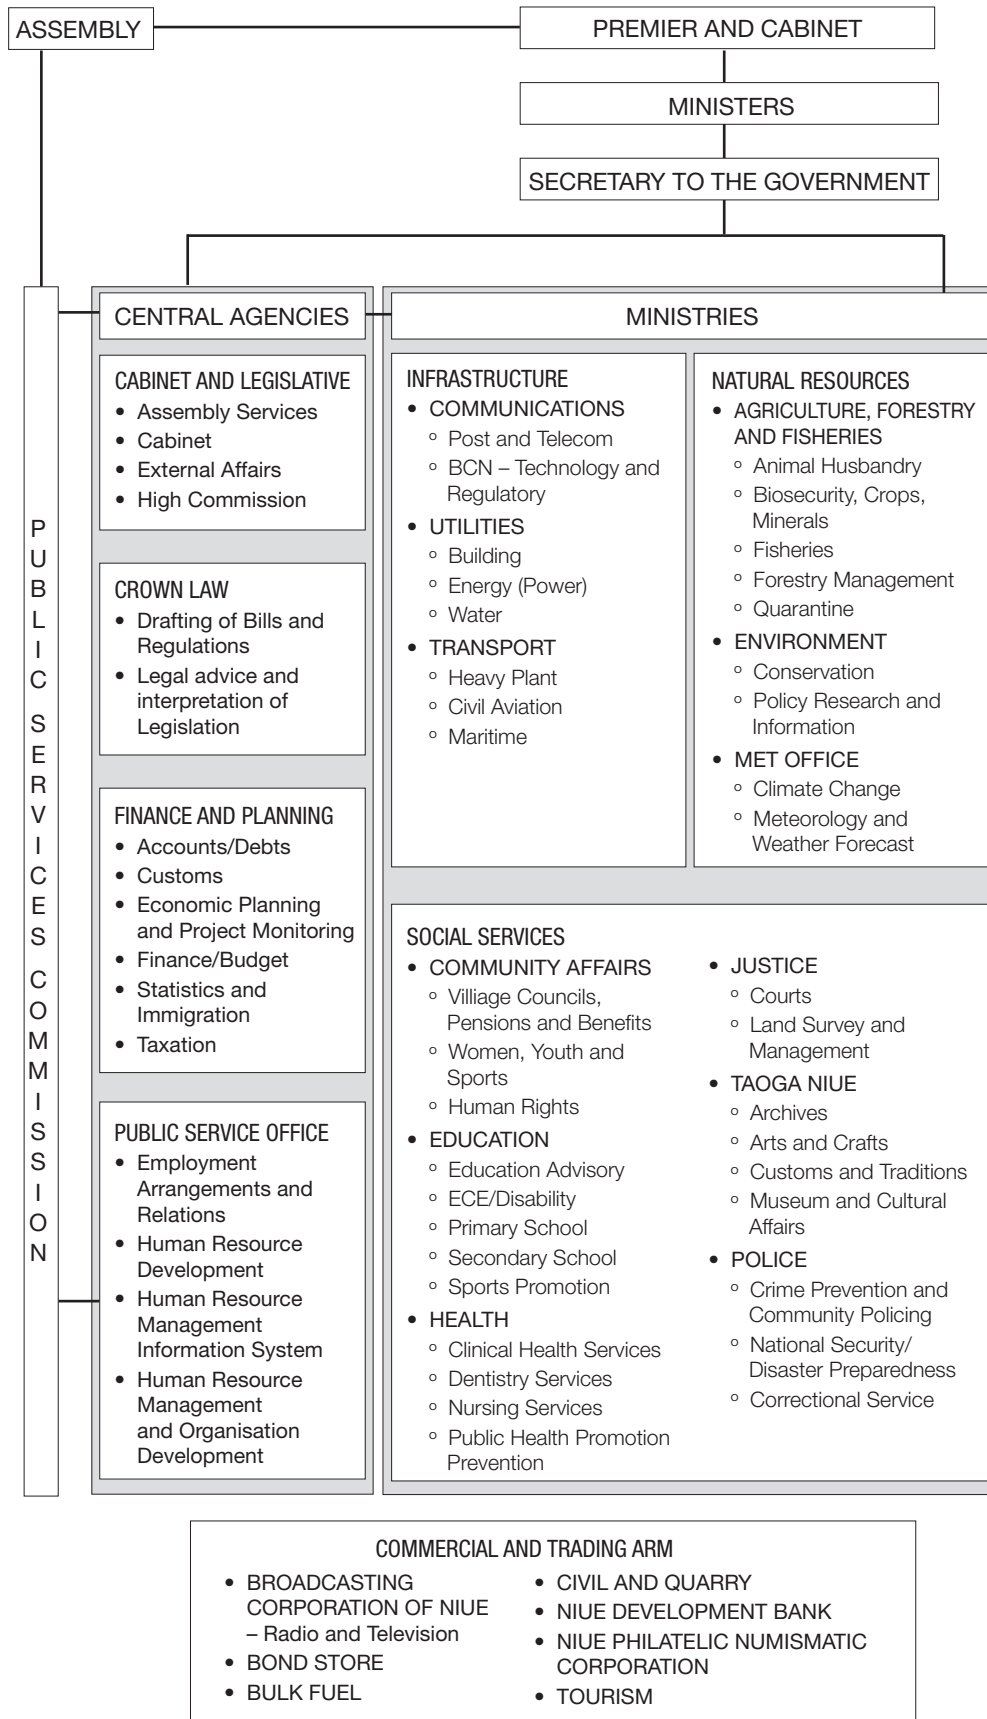 ASSEMBLY
PREMIER AND CABINET
MINISTERS
SECRETARY TO THE GOVERNMENT
PUBLIC SERVICES COMMISSION
CENTRAL AGENCIES
CABINET AND LEGISLATIVE
• Assembly Services
• Cabinet
• External Affairs
• High Commission
CROWN LAW
• Drafting of Bills and
Regulations
• Legal advice and
interpretation of
Legislation
FINANCE AND PLANNING
• Accounts/Debts
• Customs
• Economic Planning
and Project Monitoring
• Finance/Budget
• Statistics and
Immigration
• Taxation
PUBLIC SERVICE OFFICE
• Employment
Arrangements and
Relations
• Human Resource
Development
• Human Resource
Management
Information System
• Human Resource
Management
and Organisation
Development
MINISTRIES
INFRASTRUCTURE
• COMMUNICATIONS
° Post and Telecom
° BCN – Technology and
Regulatory
• UTILITIES
° Building
° Energy (Power)
° Water
• TRANSPORT
° Heavy Plant
° Civil Aviation
° Maritime
NATURAL RESOURCES
• AGRICULTURE, FORESTRY
AND FISHERIES
° Animal Husbandry
° Biosecurity, Crops,
Minerals
° Fisheries
° Forestry Management
° Quarantine
• ENVIRONMENT
° Conservation
° Policy Research and
Information
• MET OFFICE
° Climate Change
° Meteorology and
Weather Forecast
SOCIAL SERVICES
• COMMUNITY AFFAIRS
° Villiage Councils,
Pensions and Benefits
° Women, Youth and
Sports
° Human Rights
• EDUCATION
° Education Advisory
° ECE/Disability
° Primary School
° Secondary School
° Sports Promotion
• HEALTH
° Clinical Health Services
° Dentistry Services
° Nursing Services
° Public Health Promotion
Prevention
• JUSTICE
° Courts
° Land Survey and
Management
• TAOGA NIUE
° Archives
° Arts and Crafts
° Customs and Traditions
° Museum and Cultural
Affairs
• POLICE
° Crime Prevention and
Community Policing
° National Security/
Disaster Preparedness
° Correctional Service
COMMERCIAL AND TRADING ARM
• BROADCASTING
CORPORATION OF NIUE
– Radio and Television
• BOND STORE
• BULK FUEL
• CIVIL AND QUARRY
• NIUE DEVELOPMENT BANK
• NIUE PHILATELIC NUMISMATIC
CORPORATION
• TOURISM